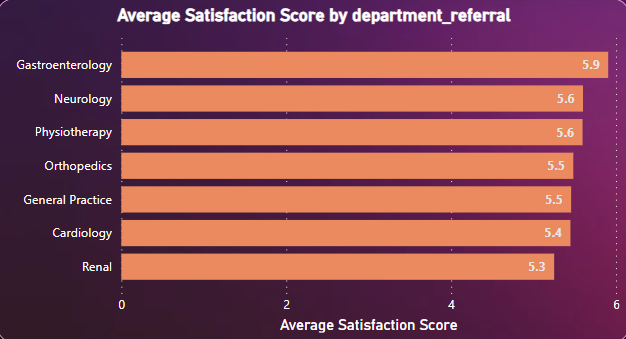 Average Satisfaction Score by department_referral
Gastroenterology 5.9
Neurology 5.6
Physiotherapy 5.6
Orthopedics 5.5
General Practice 5.5
Cardiology 5.4
Renal 5.3
0 2 4 6
Average Satisfaction Score